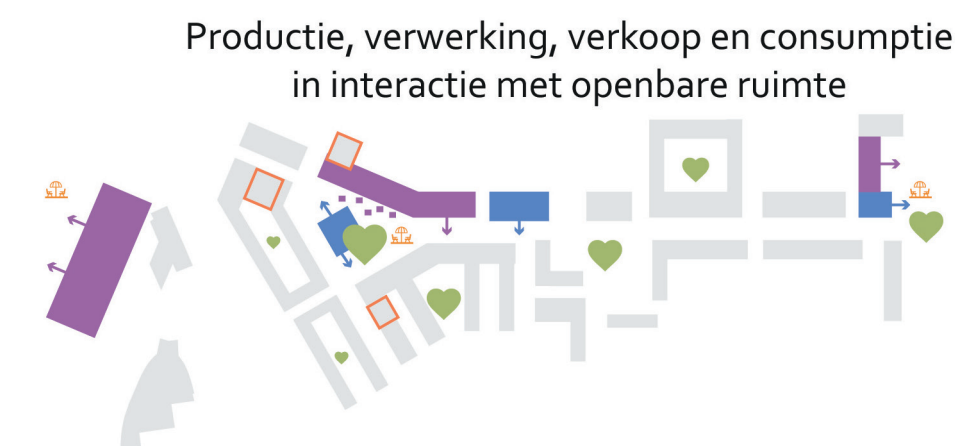 Productie, verwerking, verkoop en consumptie
in interactie met openbare ruimte